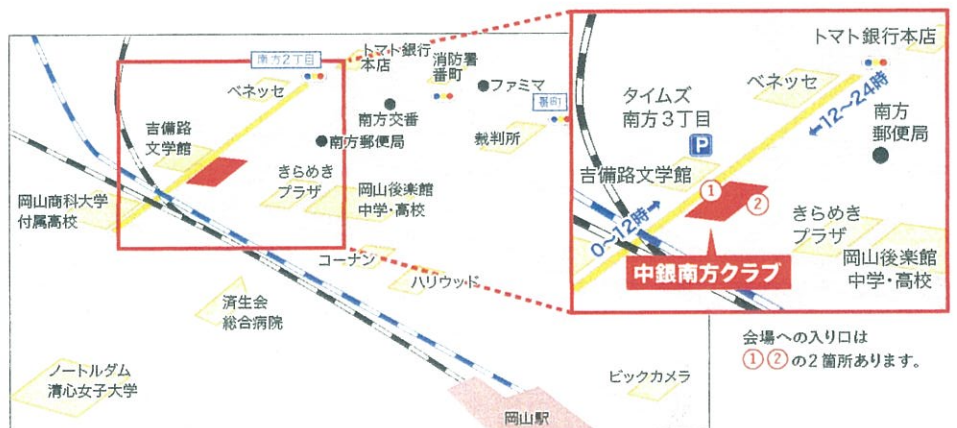 南方2丁目
トマト銀行
本店
消防署
番町
ファミマ
番町
ベネッセ
南方交番
南方郵便局
裁判所
吉備路
文学館
きらめき
プラザ
岡山後楽館
中学・高校
岡山商科大学
付属高校
コーナン
ハリウッド
済生会
総合病院
ノートルダム
清心女子大学
ビックカメラ
岡山駅
トマト銀行本店
ベネッセ
←12~24時
タイムズ
南方3丁目
P
南方
郵便局
吉備路文学館
①
②
0~12時→
きらめき
プラザ
中銀南方クラブ
岡山後楽館
中学・高校
会場への入り口は
①②の2箇所あります。